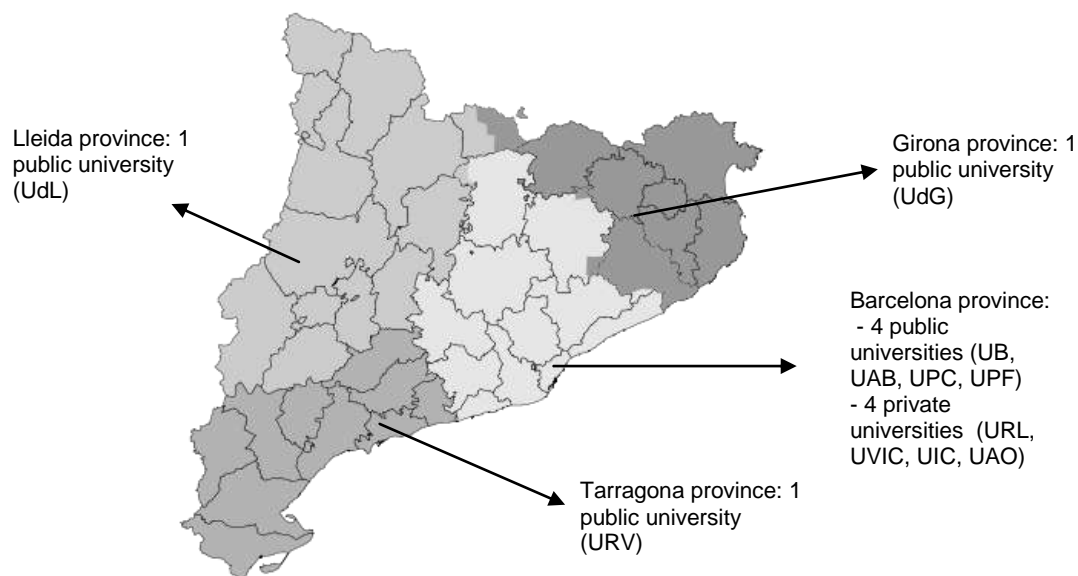 Lleida province: 1
public university
(UdL)
Girona province: 1
public university
(UdG)
Barcelona province:
- 4 public
universities (UB,
UAB, UPC, UPF)
- 4 private
universities (URL,
UVIC, UIC, UAO)
Tarragona province: 1
public university
(URV)